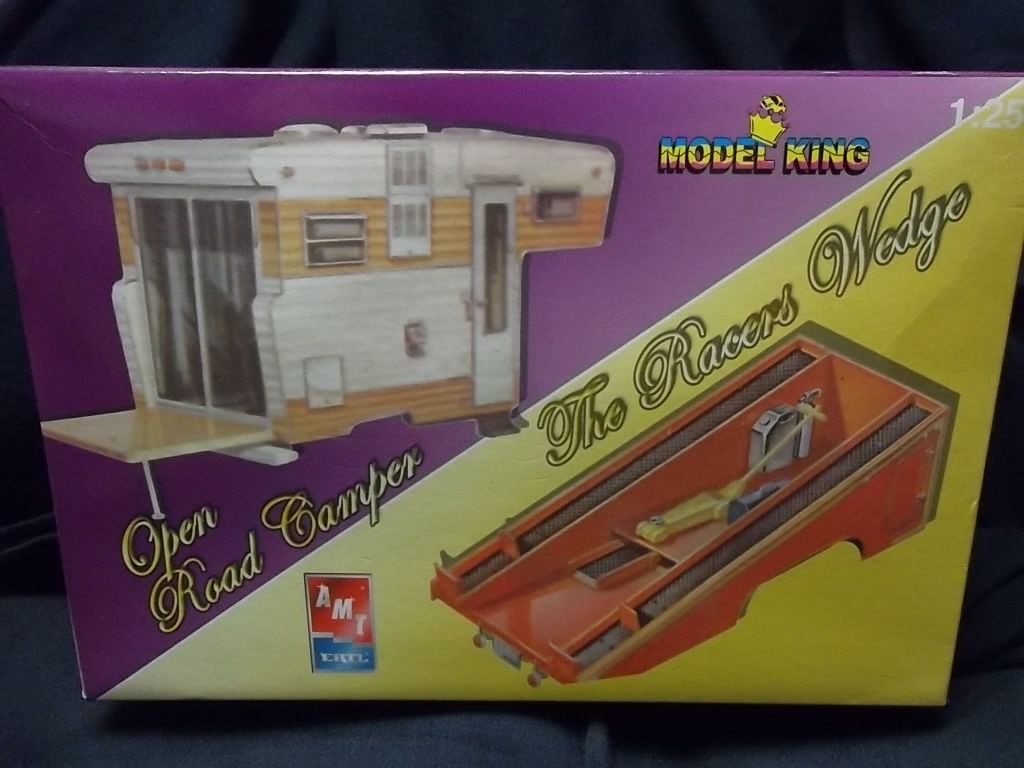 1:25
MODEL KING
The Racers Wedge
Open
Road Camper
AMT
ERTL